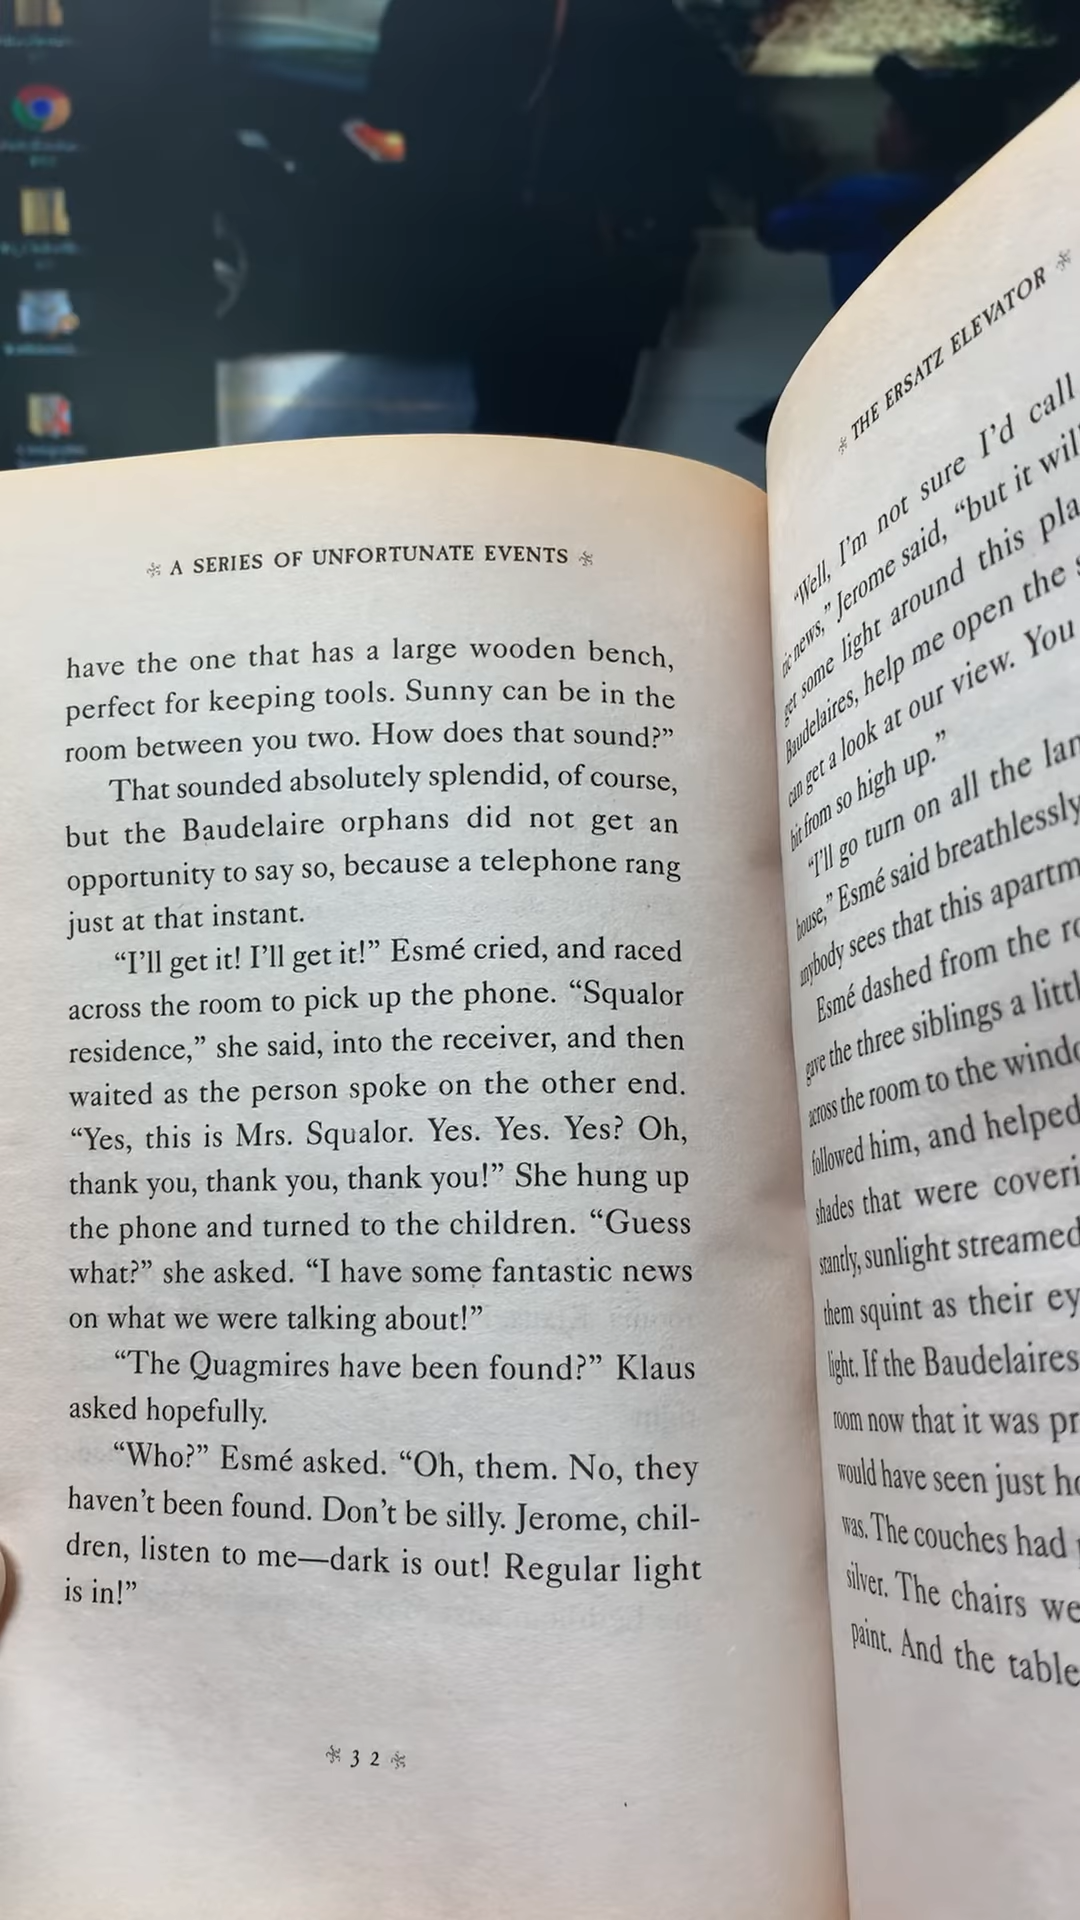 A SERIES OF UNFORTUNATE EVENTS
have the one that has a large wooden bench,
perfect for keeping tools. Sunny can be in the
room between you two. How does that sound?”
That sounded absolutely splendid, of course,
but the Baudelaire orphans did not get an
opportunity to say so, because a telephone rang
just at that instant.
“I’ll get it! I’ll get it!” Esmé cried, and raced
across the room to pick up the phone. “Squalor
residence,” she said, into the receiver, and then
waited as the person spoke on the other end.
“Yes, this is Mrs. Squalor. Yes. Yes. Yes? Oh,
thank you, thank you, thank you!” She hung up
the phone and turned to the children. “Guess
what?” she asked. “I have some fantastic news
on what we were talking about!”
“The Quagmires have been found?” Klaus
asked hopefully.
“Who?” Esmé asked. “Oh, them. No, they
haven’t been found. Don’t be silly. Jerome, chil-
dren, listen to me—dark is out! Regular light
is in!”
32
THE ERSATZ ELEVATOR
“Well, I’m not sure I’d call
tic news,” Jerome said, “but it will
get some light around this pla
Baudelaires, help me open the s
can get a look at our view. You
bit from so high up.”
“I’ll go turn on all the lam
house,” Esmé said breathlessly
anybody sees that this apartm
Esmé dashed from the ro
gave the three siblings a littl
across the room to the windo
followed him, and helped
shades that were coveri
stantly, sunlight streamed
them squint as their ey
light. If the Baudelaires
room now that it was pr
would have seen just ho
was. The couches had
silver. The chairs we
paint. And the table